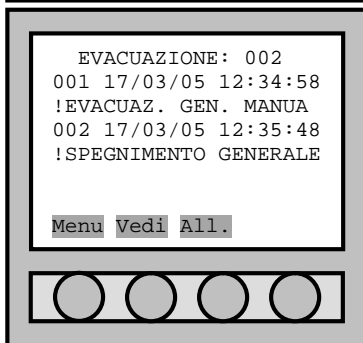 EVACUAZIONE: 002
001 17/03/05 12:34:58
!EVACUAZ. GEN. MANUA
002 17/03/05 12:35:48
!SPEGNIMENTO GENERALE
Menu Vedi All.